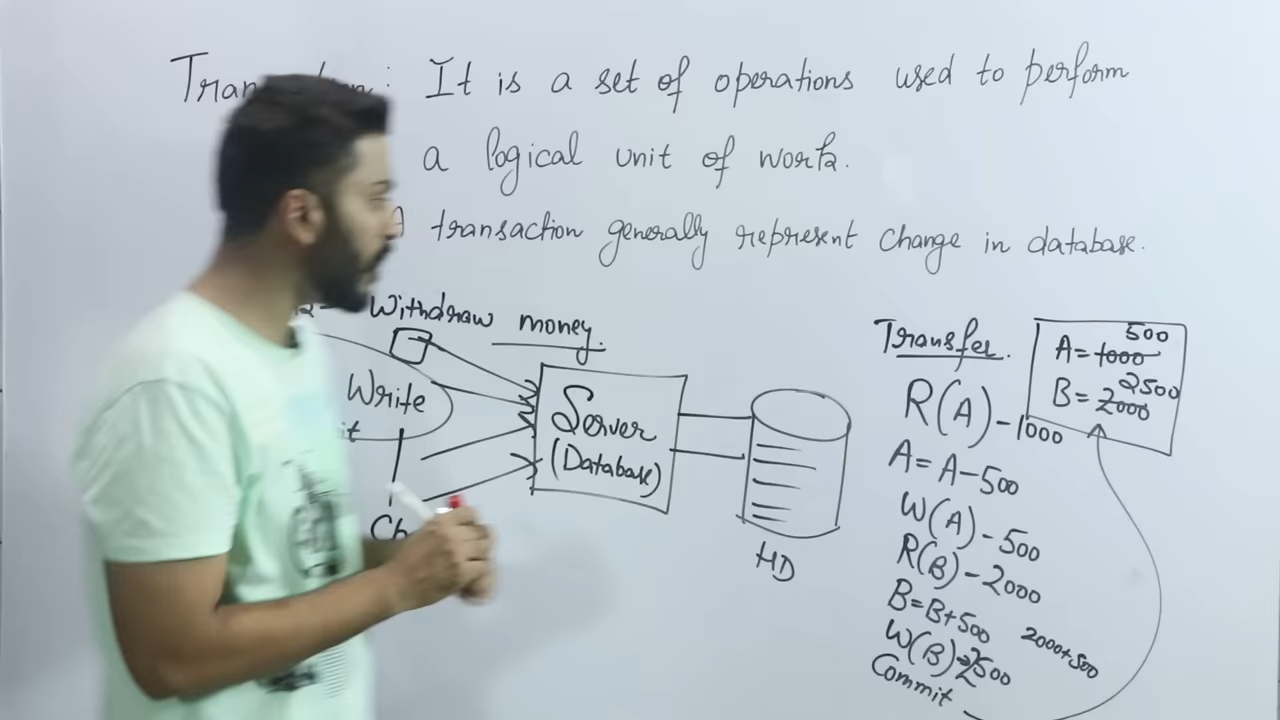 It is a set of operations used to perform
a logical unit of work.
A transaction generally represent change in database.
Withdraw money.
Write
Server
(Database)
HD
Transfer.
R(A) - 1000
A = A - 500
W(A) - 500
R(B) - 2000
B = B + 500 2000+500
W(B) 2500
Commit
500
A = 1000
2500
B = 2000